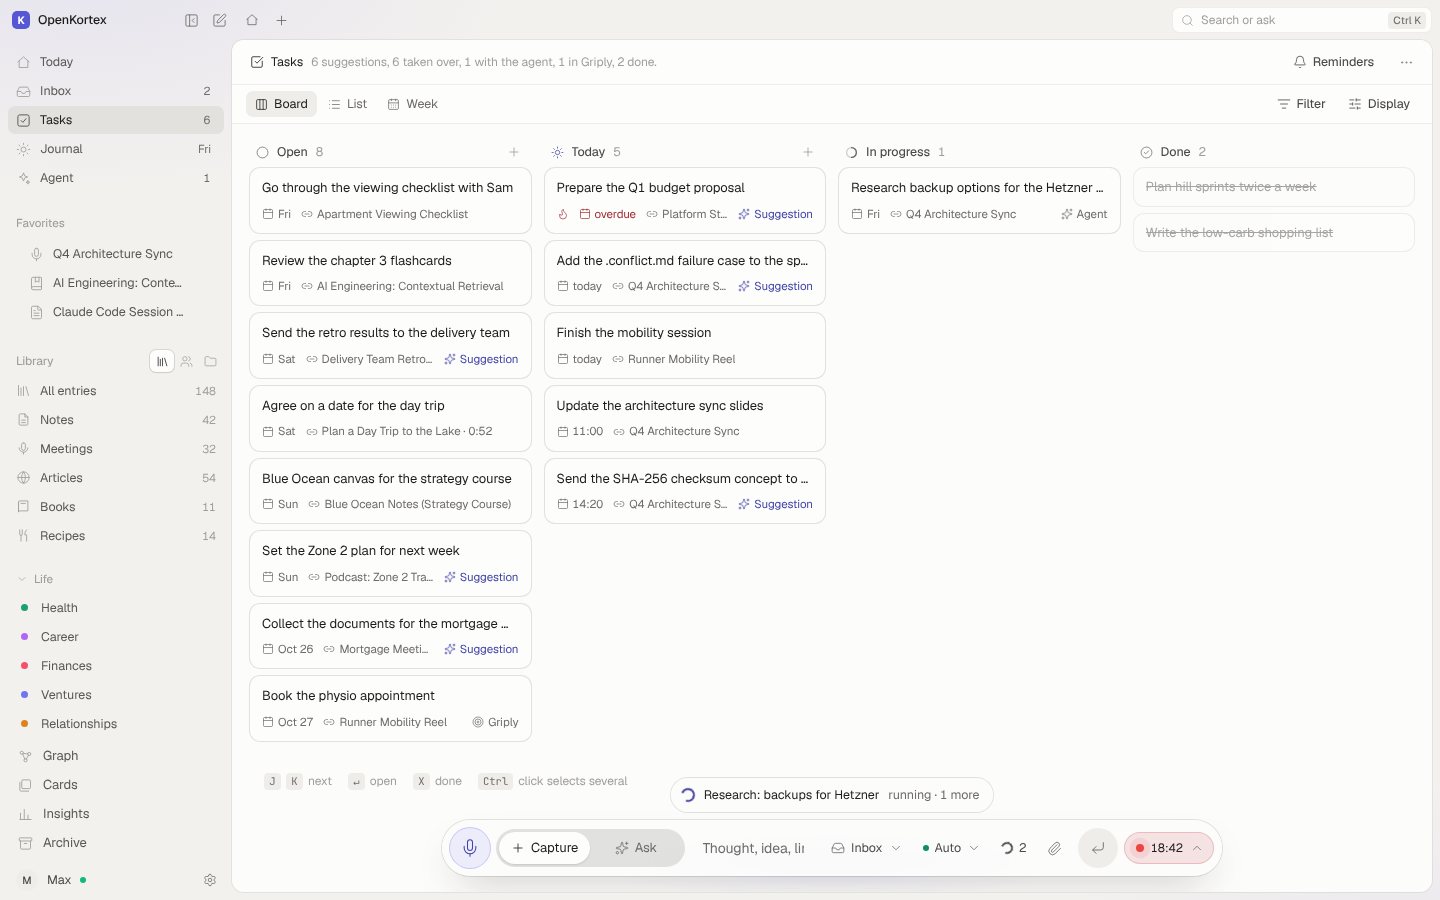 K OpenKortex
Search or ask Ctrl K
Today
Inbox 2
Tasks 6
Journal Fri
Agent 1
Favorites
Q4 Architecture Sync
AI Engineering: Conte...
Claude Code Session ...
Library
All entries 148
Notes 42
Meetings 32
Articles 54
Books 11
Recipes 14
Life
Health
Career
Finances
Ventures
Relationships
Graph
Cards
Insights
Archive
M Max
Tasks 6 suggestions, 6 taken over, 1 with the agent, 1 in Griply, 2 done.
Reminders
Board List Week
Filter Display
Open 8
Go through the viewing checklist with Sam
Fri Apartment Viewing Checklist
Review the chapter 3 flashcards
Fri AI Engineering: Contextual Retrieval
Send the retro results to the delivery team
Sat Delivery Team Retro... Suggestion
Agree on a date for the day trip
Sat Plan a Day Trip to the Lake · 0:52
Blue Ocean canvas for the strategy course
Sun Blue Ocean Notes (Strategy Course)
Set the Zone 2 plan for next week
Sun Podcast: Zone 2 Tra... Suggestion
Collect the documents for the mortgage ...
Oct 26 Mortgage Meeti... Suggestion
Book the physio appointment
Oct 27 Runner Mobility Reel Griply
Today 5
Prepare the Q1 budget proposal
overdue Platform St... Suggestion
Add the .conflict.md failure case to the sp...
today Q4 Architecture S... Suggestion
Finish the mobility session
today Runner Mobility Reel
Update the architecture sync slides
11:00 Q4 Architecture Sync
Send the SHA-256 checksum concept to ...
14:20 Q4 Architecture S... Suggestion
In progress 1
Research backup options for the Hetzner ...
Fri Q4 Architecture Sync Agent
Done 2
Plan hill sprints twice a week
Write the low-carb shopping list
J K next ↵ open X done Ctrl click selects several
Research: backups for Hetzner running · 1 more
Capture Ask Thought, idea, lin Inbox Auto 2 18:42